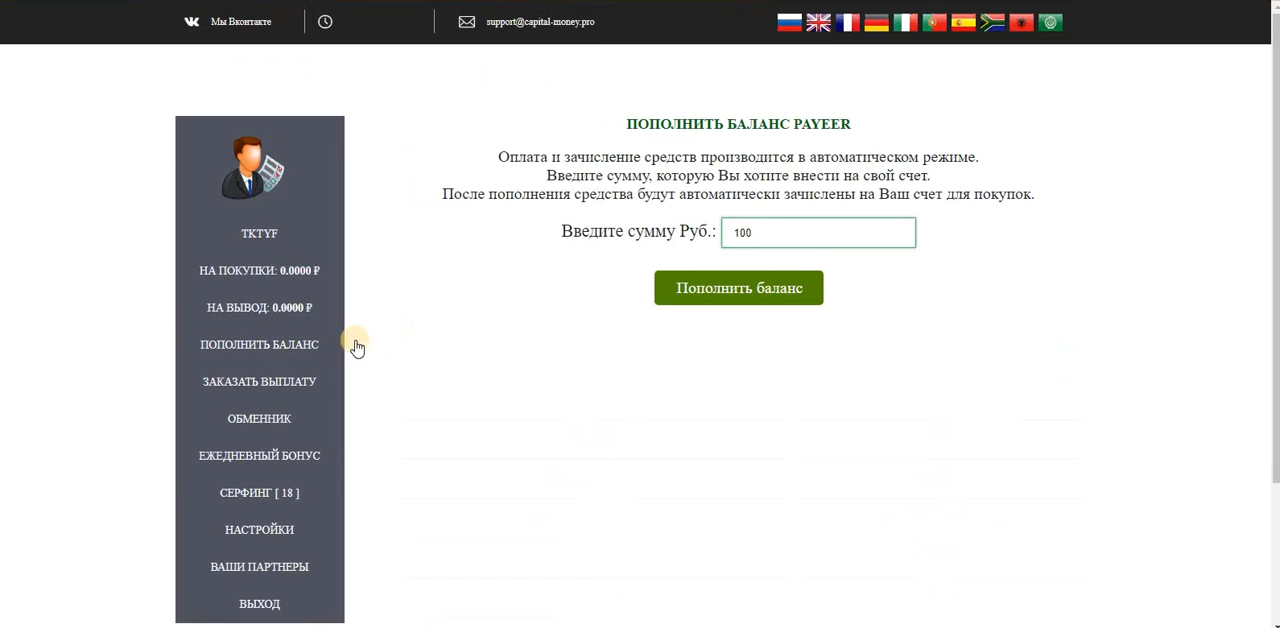 Мы Вконтакте
support@capital-money.pro
TKTYF
НА ПОКУПКИ: 0.0000 ₽
НА ВЫВОД: 0.0000 ₽
ПОПОЛНИТЬ БАЛАНС
ЗАКАЗАТЬ ВЫПЛАТУ
ОБМЕННИК
ЕЖЕДНЕВНЫЙ БОНУС
СЕРФИНГ [ 18 ]
НАСТРОЙКИ
ВАШИ ПАРТНЕРЫ
ВЫХОД
ПОПОЛНИТЬ БАЛАНС PAYEER
Оплата и зачисление средств производится в автоматическом режиме.
Введите сумму, которую Вы хотите внести на свой счет.
После пополнения средства будут автоматически зачислены на Ваш счет для покупок.
Введите сумму Руб.: 100
Пополнить баланс